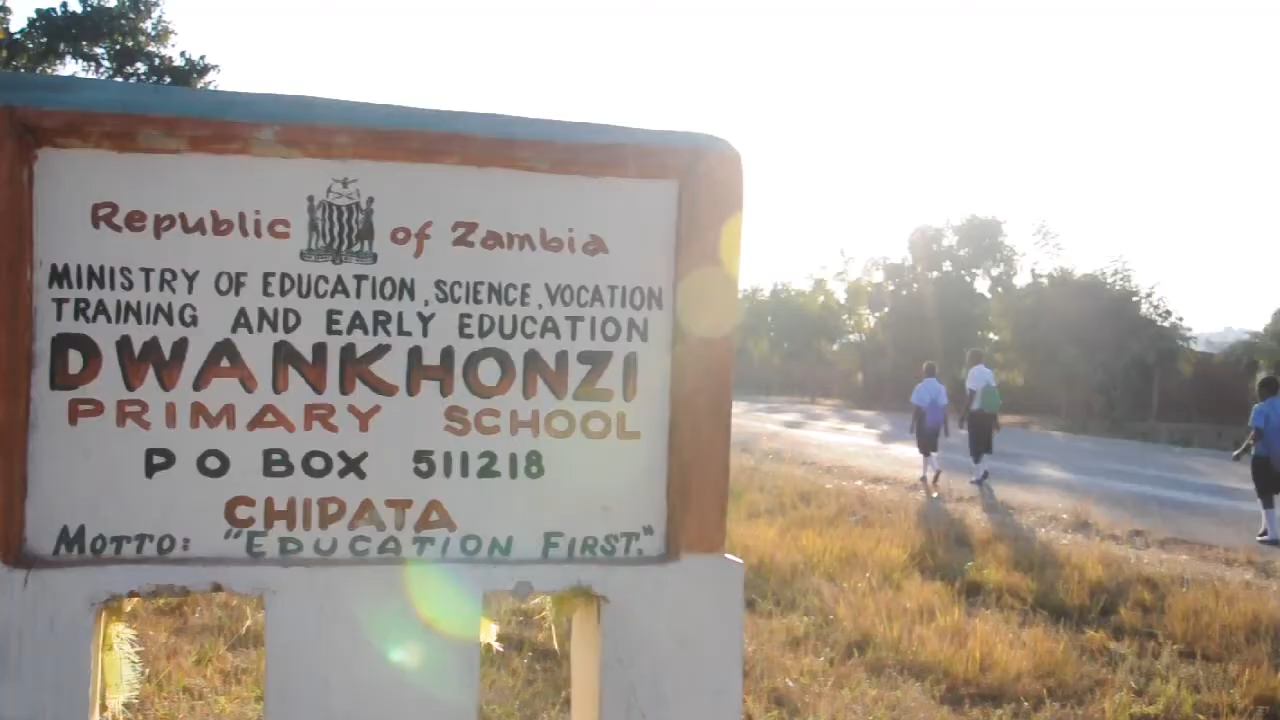 Republic of Zambia
MINISTRY OF EDUCATION, SCIENCE, VOCATION
TRAINING AND EARLY EDUCATION
DWANKHONZI
PRIMARY SCHOOL
P O BOX 511218
CHIPATA
MOTTO: "EDUCATION FIRST."